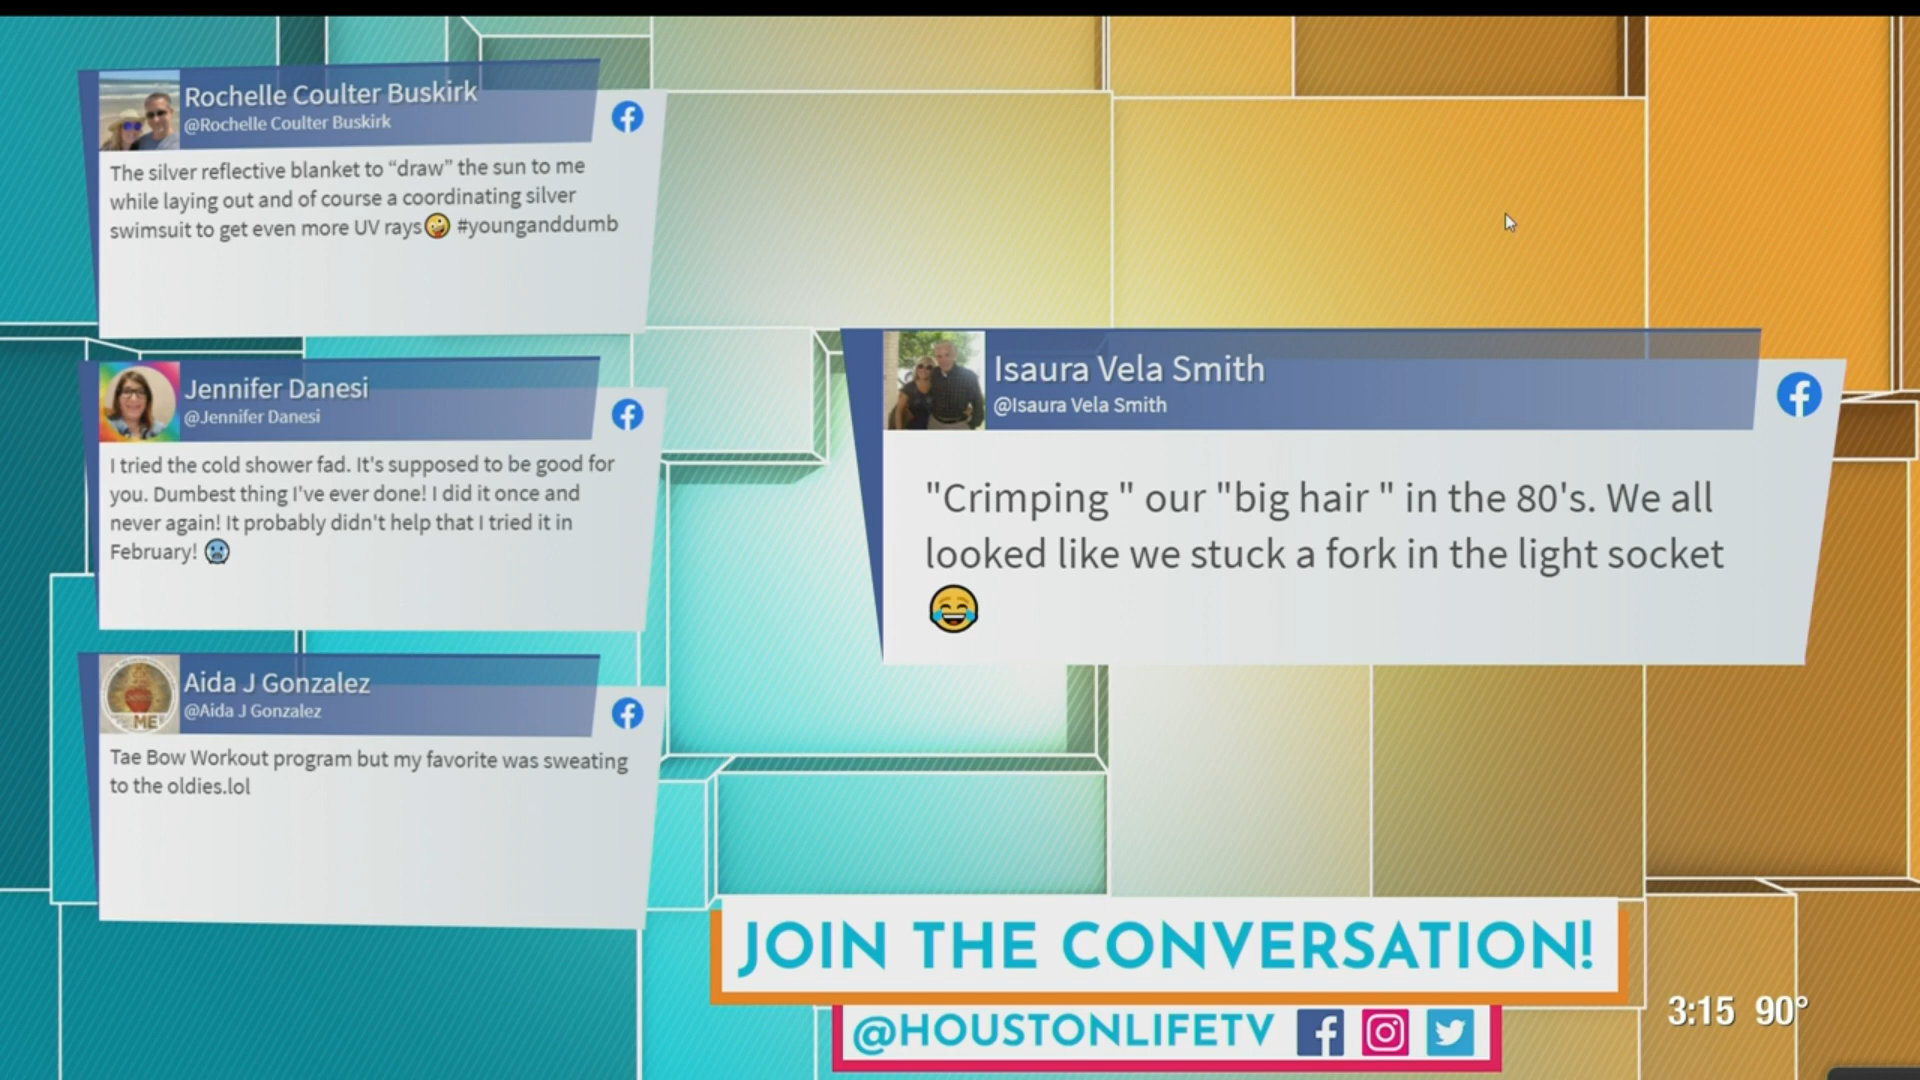 Rochelle Coulter Buskirk
@Rochelle Coulter Buskirk
The silver reflective blanket to “draw” the sun to me
while laying out and of course a coordinating silver
swimsuit to get even more UV rays🤪 #younganddumb
Jennifer Danesi
@Jennifer Danesi
I tried the cold shower fad. It's supposed to be good for
you. Dumbest thing I've ever done! I did it once and
never again! It probably didn't help that I tried it in
February! 🥶
Aida J Gonzalez
@Aida J Gonzalez
ME
Tae Bow Workout program but my favorite was sweating
to the oldies.lol
Isaura Vela Smith
@Isaura Vela Smith
"Crimping " our "big hair " in the 80's. We all
looked like we stuck a fork in the light socket
😂
JOIN THE CONVERSATION!
@HOUSTONLIFETV
3:15 90°